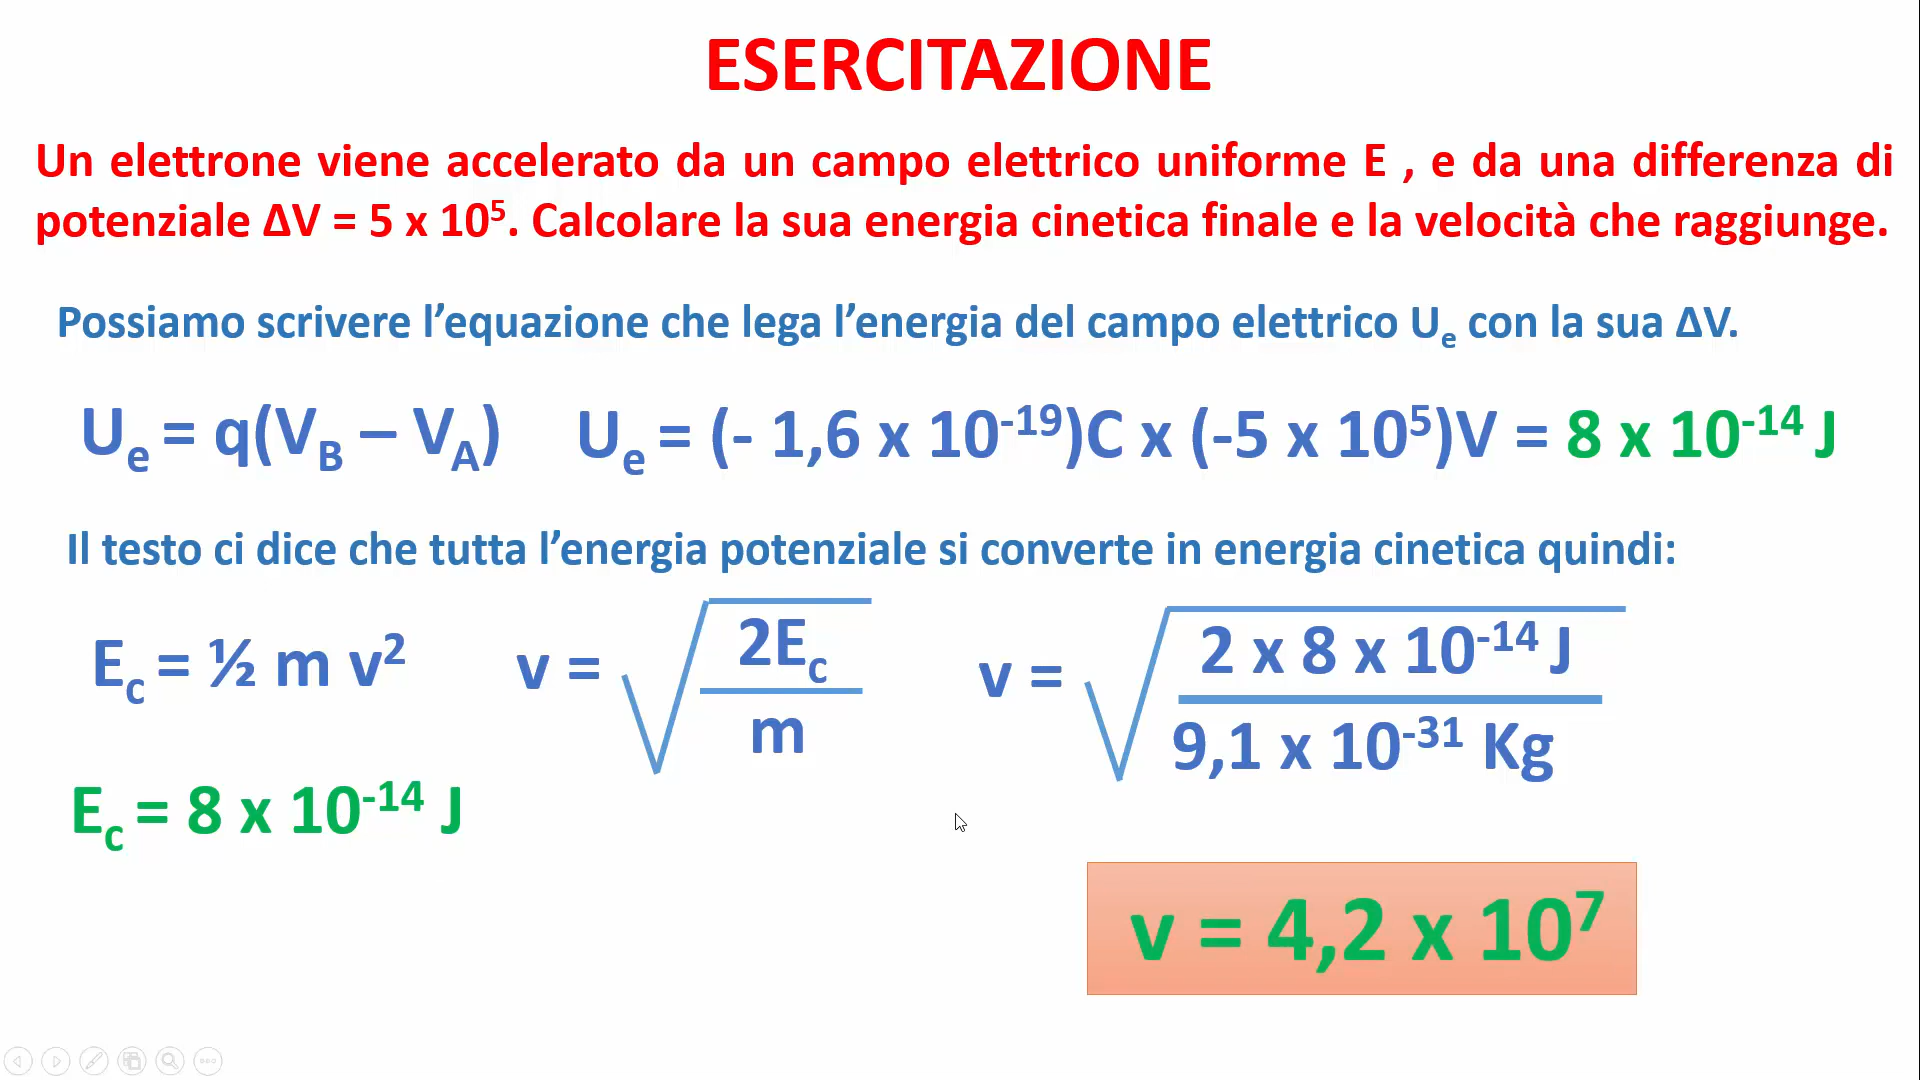 ESERCITAZIONE
Un elettrone viene accelerato da un campo elettrico uniforme E , e da una differenza di
potenziale ΔV = 5 x 10⁵. Calcolare la sua energia cinetica finale e la velocità che raggiunge.
Possiamo scrivere l’equazione che lega l’energia del campo elettrico Uₑ con la sua ΔV.
Uₑ = q(V_B – V_A) Uₑ = (- 1,6 x 10⁻¹⁹)C x (-5 x 10⁵)V = 8 x 10⁻¹⁴ J
Il testo ci dice che tutta l’energia potenziale si converte in energia cinetica quindi:
E_c = ½ m v² v = √(2E_c / m) v = √(2 x 8 x 10⁻¹⁴ J / 9,1 x 10⁻³¹ Kg)
E_c = 8 x 10⁻¹⁴ J
v = 4,2 x 10⁷